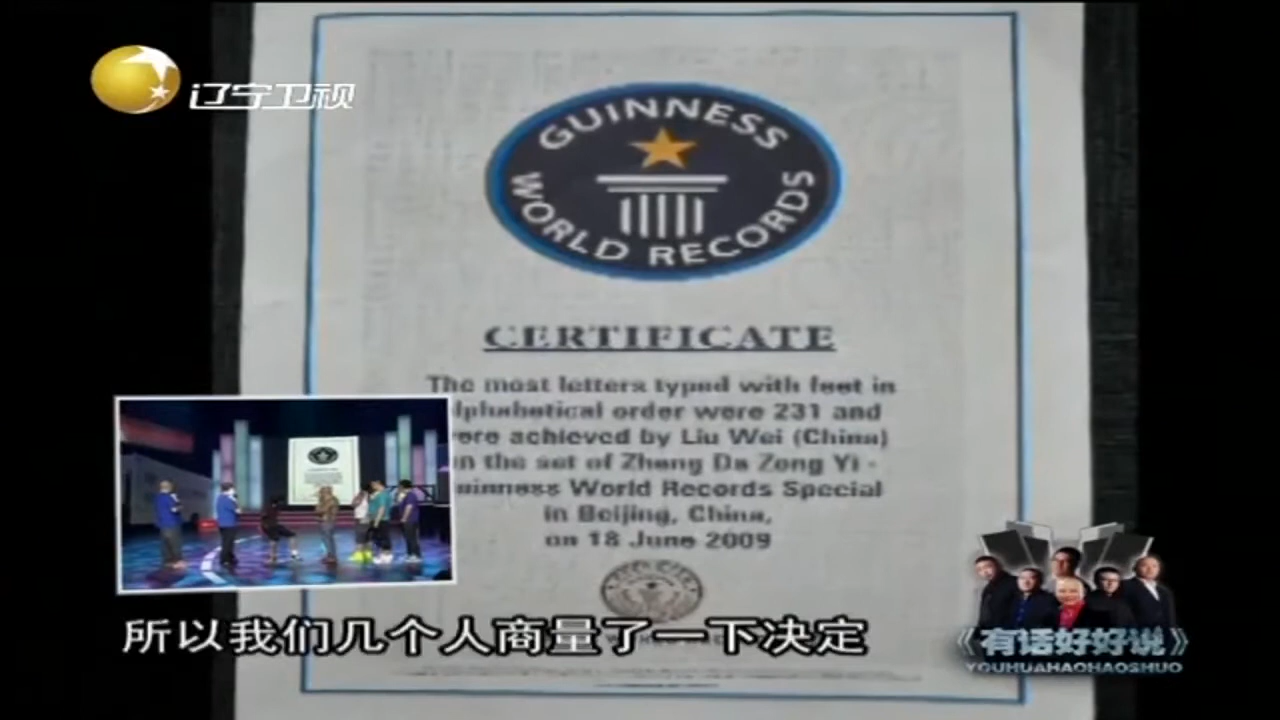 辽宁卫视
GUINNESS
WORLD RECORDS
CERTIFICATE
The most letters typed with feet in
alphabetical order were 231 and
were achieved by Liu Wei (China)
on the set of Zheng Da Zong Yi -
Guinness World Records Special
in Beijing, China,
on 18 June 2009
所以我们几个人商量了一下决定
《有话好好说》
YOUHUAHAOHAOSHUO